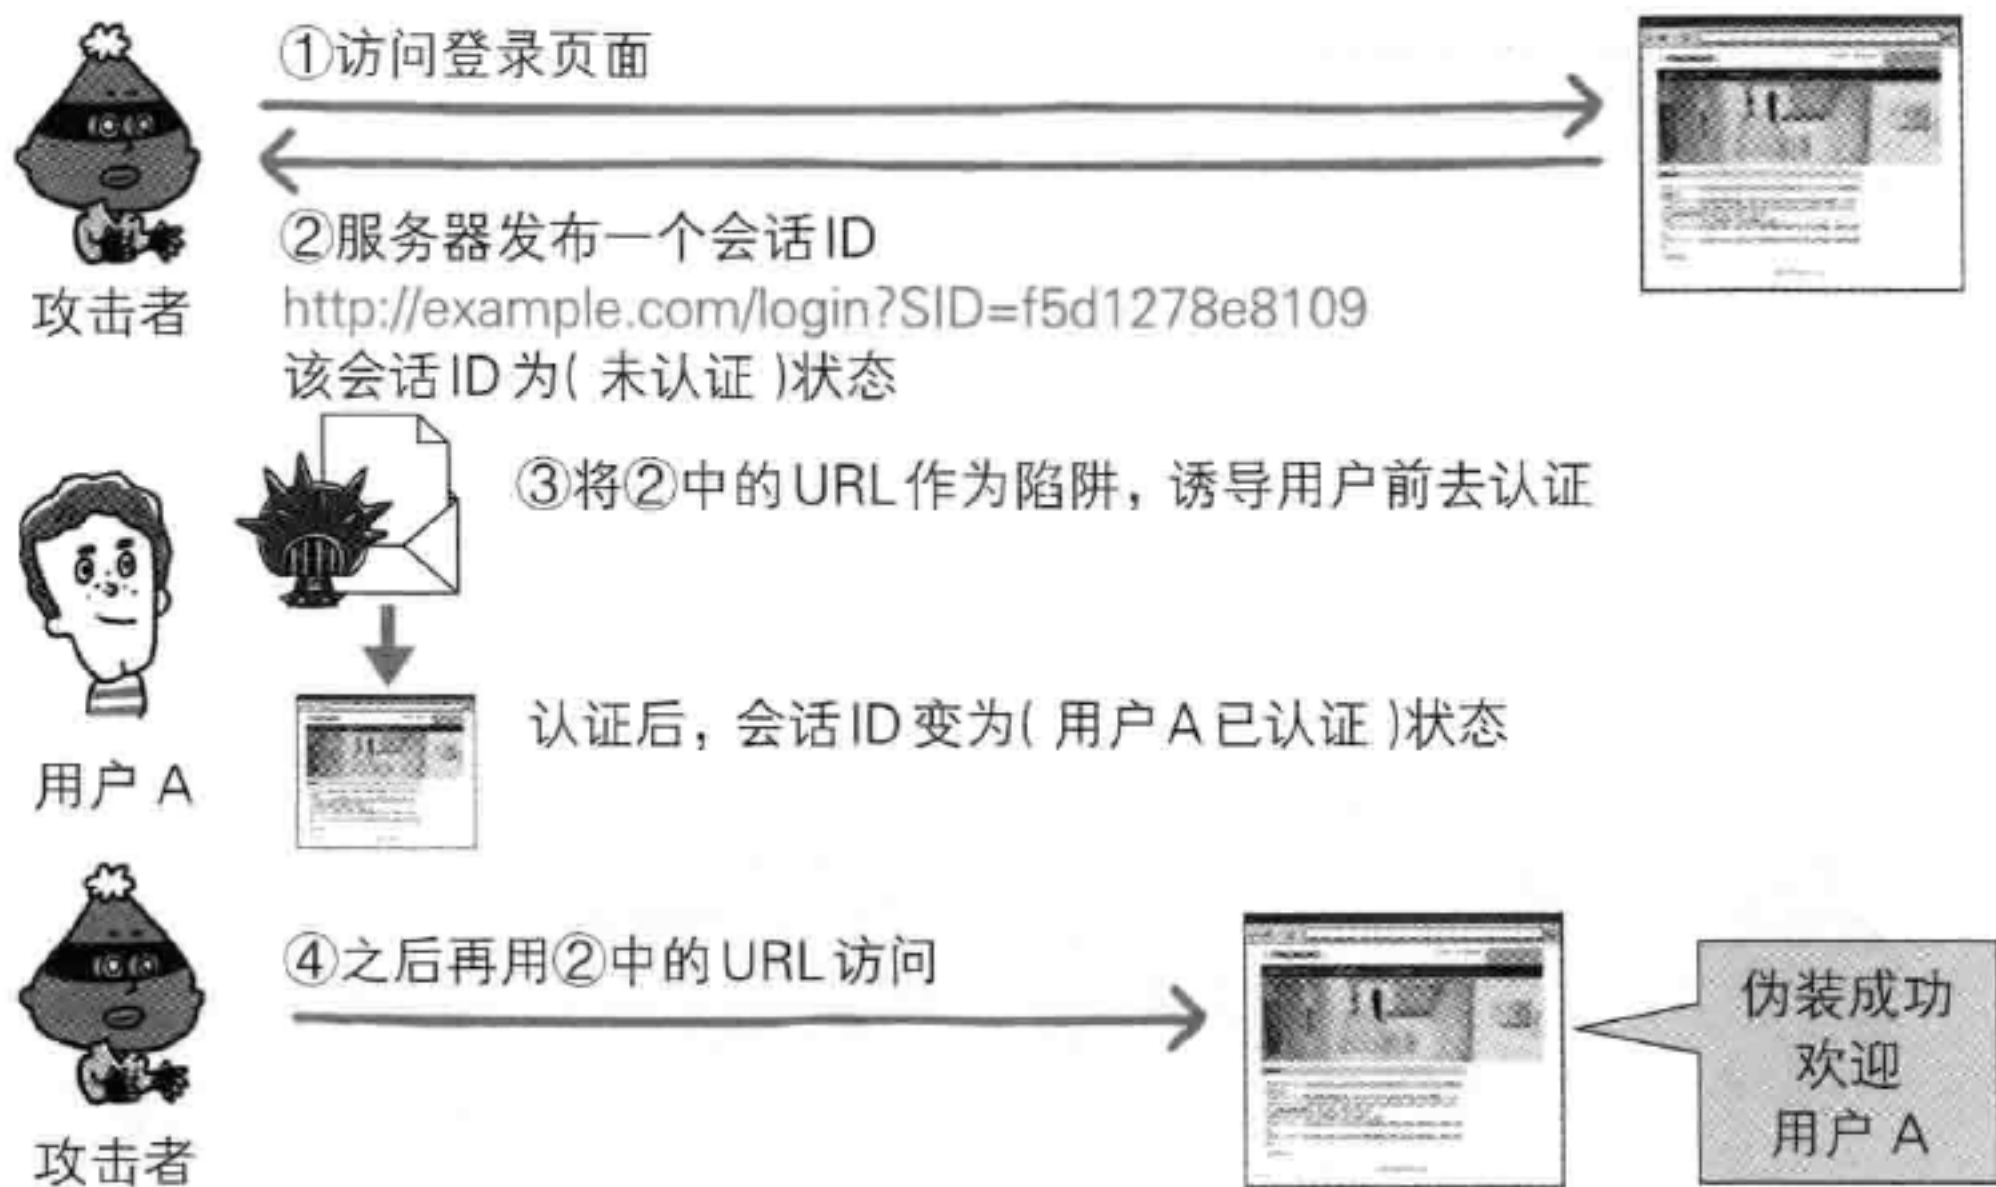 ①访问登录页面
②服务器发布一个会话ID
攻击者
http://example.com/login?SID=f5d1278e8109
该会话ID为( 未认证 )状态
③将②中的URL作为陷阱，诱导用户前去认证
认证后，会话ID变为( 用户A已认证 )状态
用户 A
④之后再用②中的URL访问
伪装成功
欢迎
用户 A
攻击者